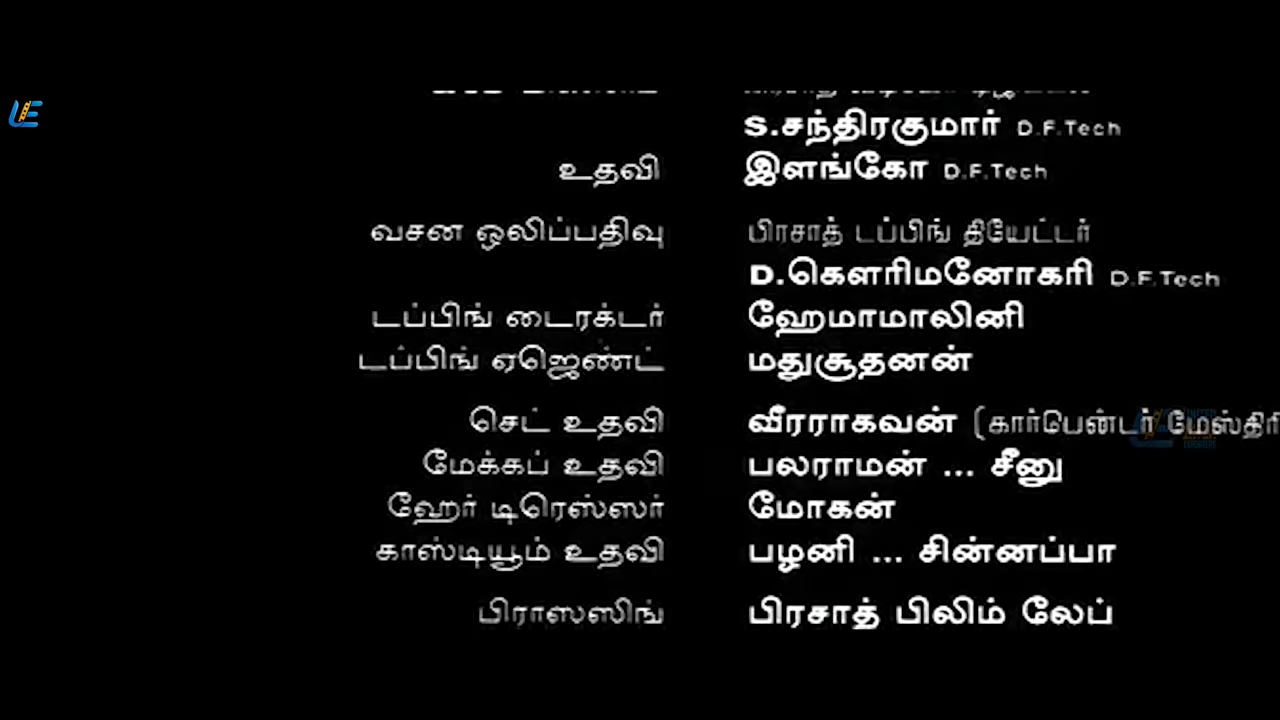 S.சந்திரகுமார் D.F.Tech
உதவி இளங்கோ D.F.Tech
வசன ஒலிப்பதிவு பிரசாத் டப்பிங் தியேட்டர்
D.கௌரிமனோகரி D.F.Tech
டப்பிங் டைரக்டர் ஹேமாமாலினி
டப்பிங் ஏஜெண்ட் மதுசூதனன்
செட் உதவி வீரராகவன் (கார்பென்டர் மேஸ்திரி
மேக்கப் உதவி பலராமன் ... சீனு
ஹேர் டிரெஸ்ஸர் மோகன்
காஸ்டியூம் உதவி பழனி ... சின்னப்பா
பிராஸஸிங் பிரசாத் பிலிம் லேப்